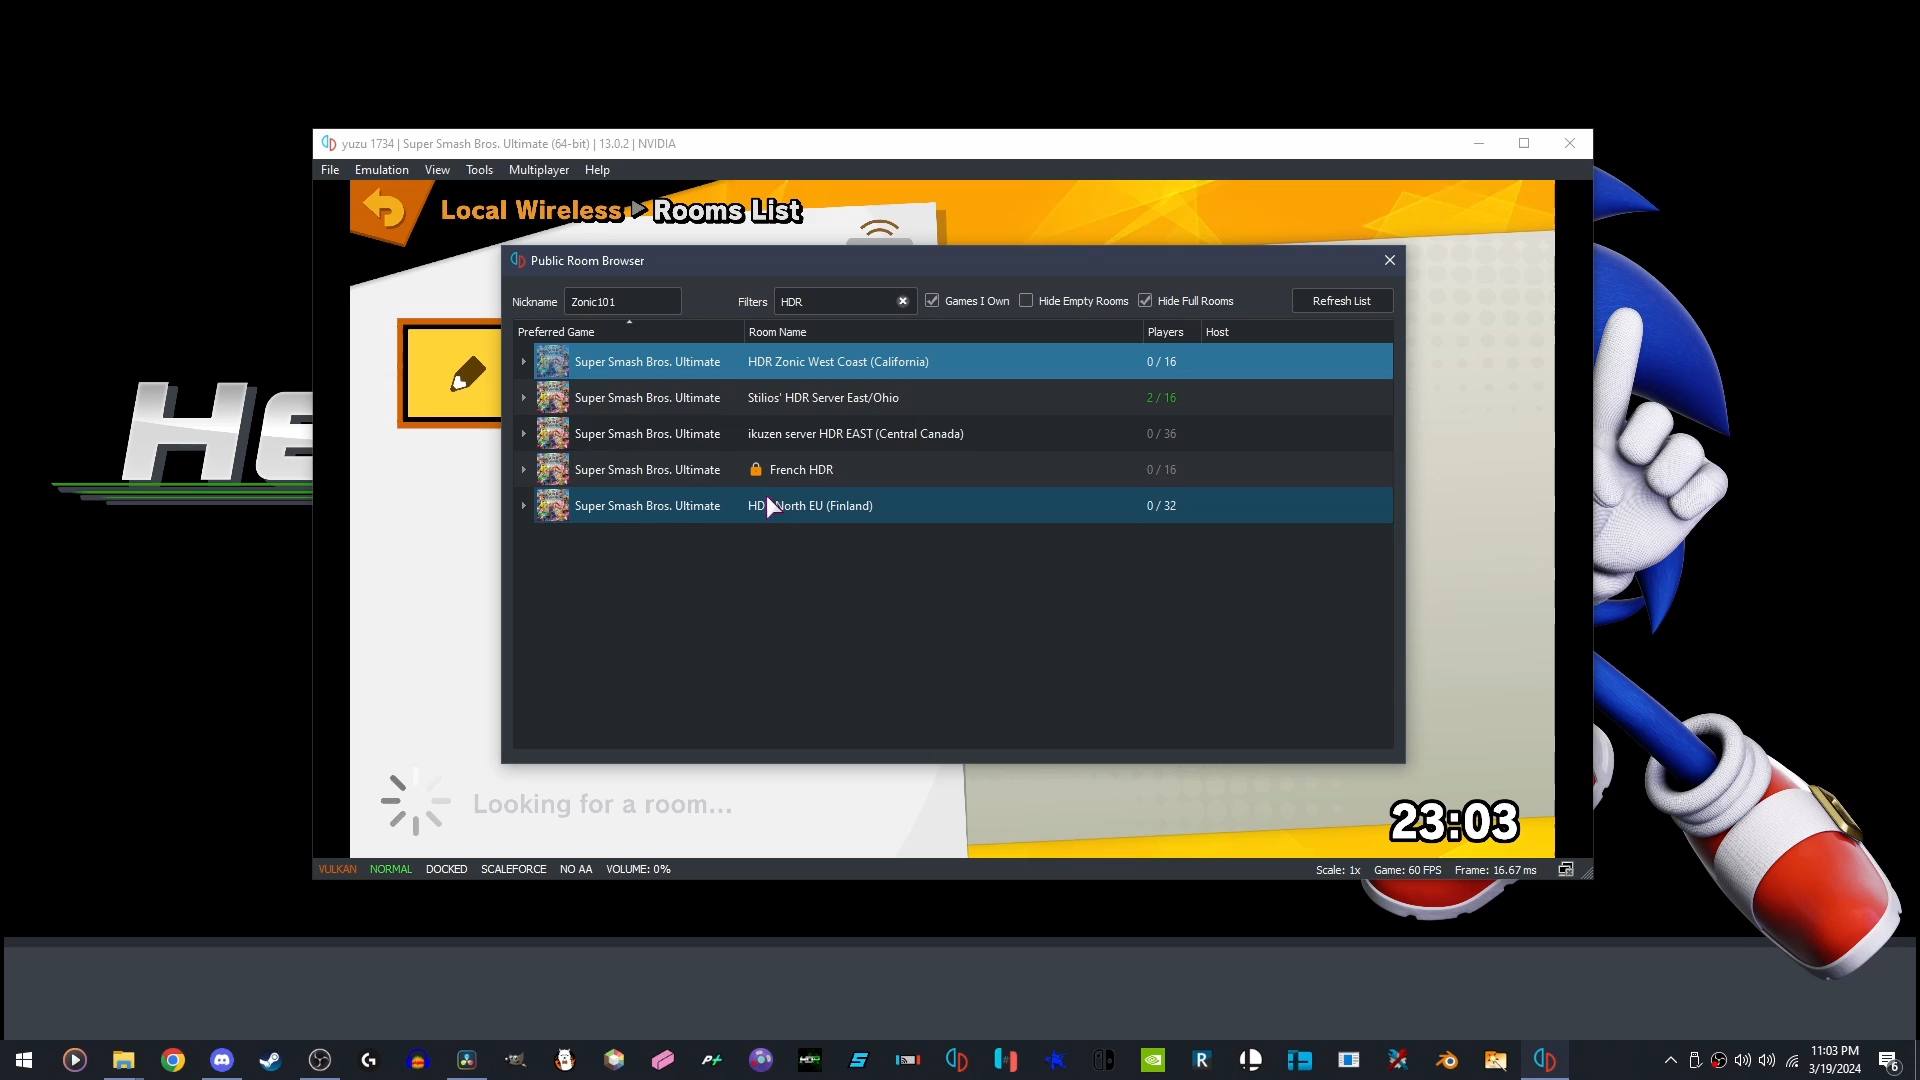 yuzu 1734 | Super Smash Bros. Ultimate (64-bit) | 13.0.2 | NVIDIA
File Emulation View Tools Multiplayer Help
Local Wireless ▶ Rooms List
Public Room Browser
Nickname Zonic101 Filters HDR Games I Own Hide Empty Rooms Hide Full Rooms Refresh List
Preferred Game Room Name Players Host
Super Smash Bros. Ultimate HDR Zonic West Coast (California) 0 / 16
Super Smash Bros. Ultimate Stilios' HDR Server East/Ohio 2 / 16
Super Smash Bros. Ultimate ikuzen server HDR EAST (Central Canada) 0 / 36
Super Smash Bros. Ultimate French HDR 0 / 16
Super Smash Bros. Ultimate HD North EU (Finland) 0 / 32
He
Looking for a room...
23:03
VULKAN NORMAL DOCKED SCALEFORCE NO AA VOLUME: 0% Scale: 1x Game: 60 FPS Frame: 16.67 ms
11:03 PM
3/19/2024
6